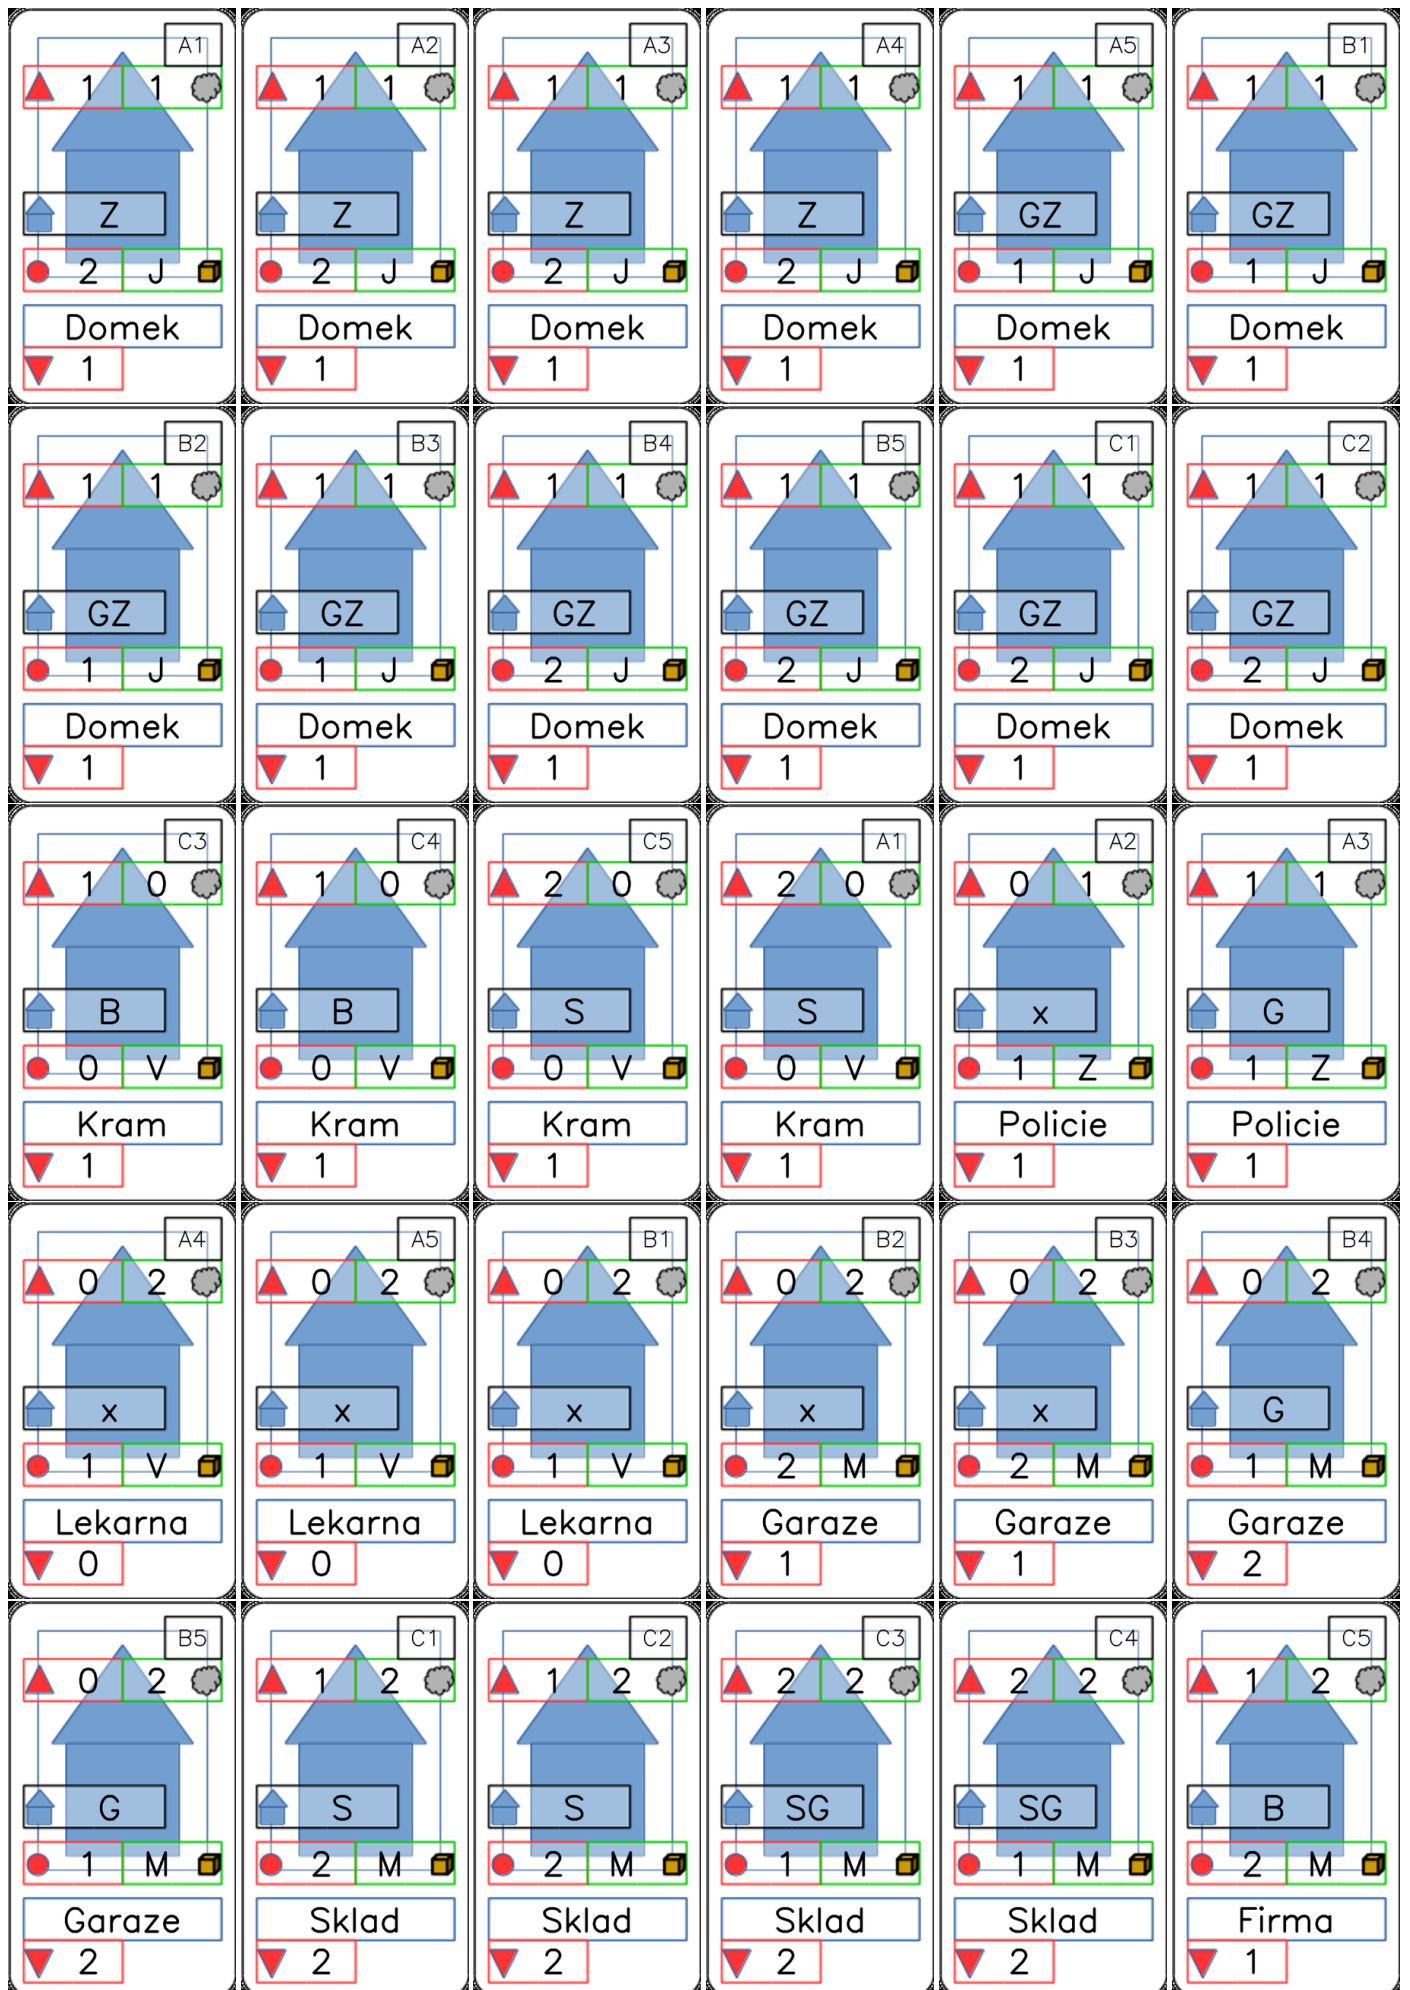 A1 A2 A3 A4 A5 B1
1 1 1 1 1 1 1 1 1 1 1 1
Z Z Z Z GZ GZ
2 J 2 J 2 J 2 J 1 J 1 J
Domek Domek Domek Domek Domek Domek
1 1 1 1 1 1
B2 B3 B4 B5 C1 C2
1 1 1 1 1 1 1 1 1 1 1 1
GZ GZ GZ GZ GZ GZ
1 J 1 J 2 J 2 J 2 J 2 J
Domek Domek Domek Domek Domek Domek
1 1 1 1 1 1
C3 C4 C5 A1 A2 A3
1 0 1 0 2 0 2 0 0 1 1 1
B B S S x G
0 V 0 V 0 V 0 V 1 Z 1 Z
Kram Kram Kram Kram Policie Policie
1 1 1 1 1 1
A4 A5 B1 B2 B3 B4
0 2 0 2 0 2 0 2 0 2 0 2
x x x x x G
1 V 1 V 1 V 2 M 2 M 1 M
Lekarna Lekarna Lekarna Garaze Garaze Garaze
0 0 0 1 1 2
B5 C1 C2 C3 C4 C5
0 2 1 2 1 2 2 2 2 2 1 2
G S S SG SG B
1 M 2 M 2 M 1 M 1 M 2 M
Garaze Sklad Sklad Sklad Sklad Firma
2 2 2 2 2 1